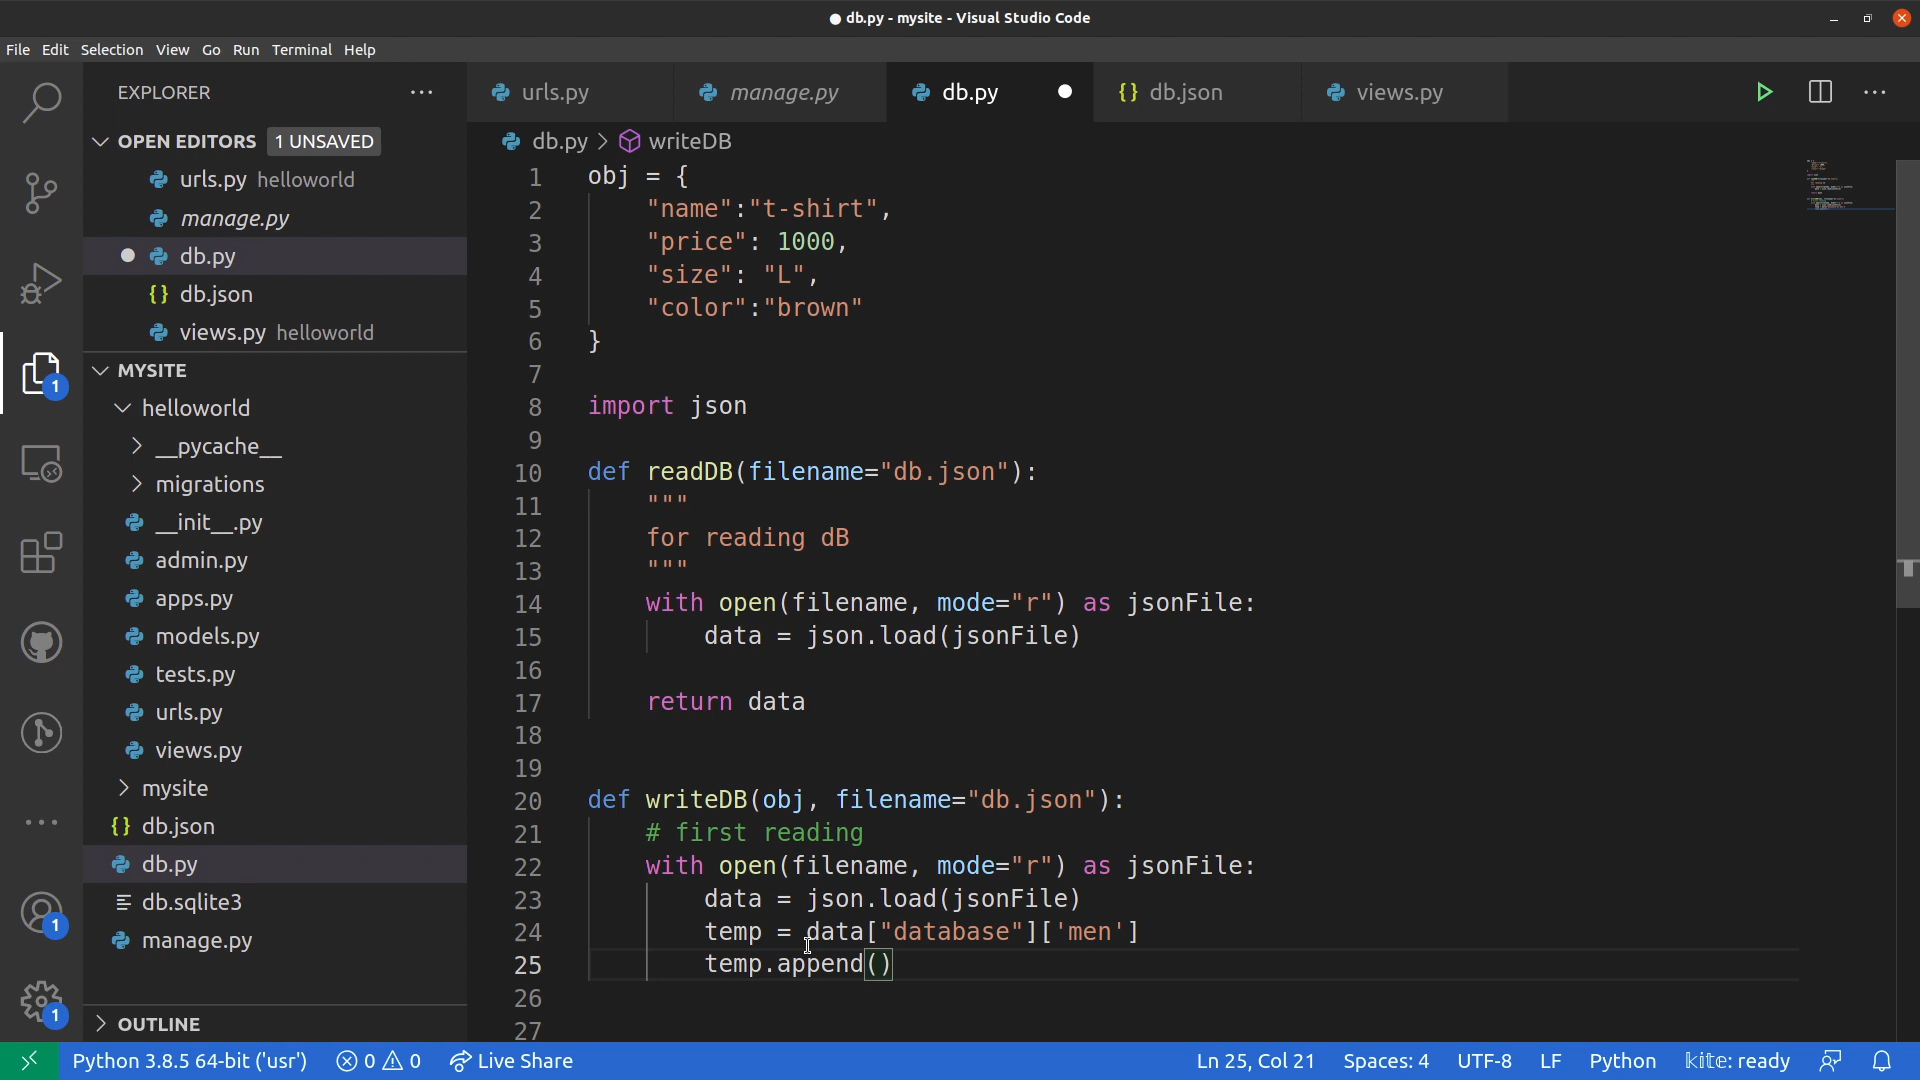 db.py - mysite - Visual Studio Code
File Edit Selection View Go Run Terminal Help
EXPLORER
OPEN EDITORS 1 UNSAVED
urls.py helloworld
manage.py
db.py
{} db.json
views.py helloworld
MYSITE
helloworld
__pycache__
migrations
__init__.py
admin.py
apps.py
models.py
tests.py
urls.py
views.py
mysite
{} db.json
db.py
db.sqlite3
manage.py
OUTLINE
1
1
1
urls.py manage.py db.py {} db.json views.py
db.py > writeDB
1 obj = {
2     "name":"t-shirt",
3     "price": 1000,
4     "size": "L",
5     "color":"brown"
6 }
7
8 import json
9
10 def readDB(filename="db.json"):
11     """
12     for reading dB
13     """
14     with open(filename, mode="r") as jsonFile:
15         data = json.load(jsonFile)
16
17     return data
18
19
20 def writeDB(obj, filename="db.json"):
21     # first reading
22     with open(filename, mode="r") as jsonFile:
23         data = json.load(jsonFile)
24         temp = data["database"]['men']
25         temp.append()
26
27
Python 3.8.5 64-bit ('usr') 0 0 Live Share Ln 25, Col 21 Spaces: 4 UTF-8 LF Python kite: ready